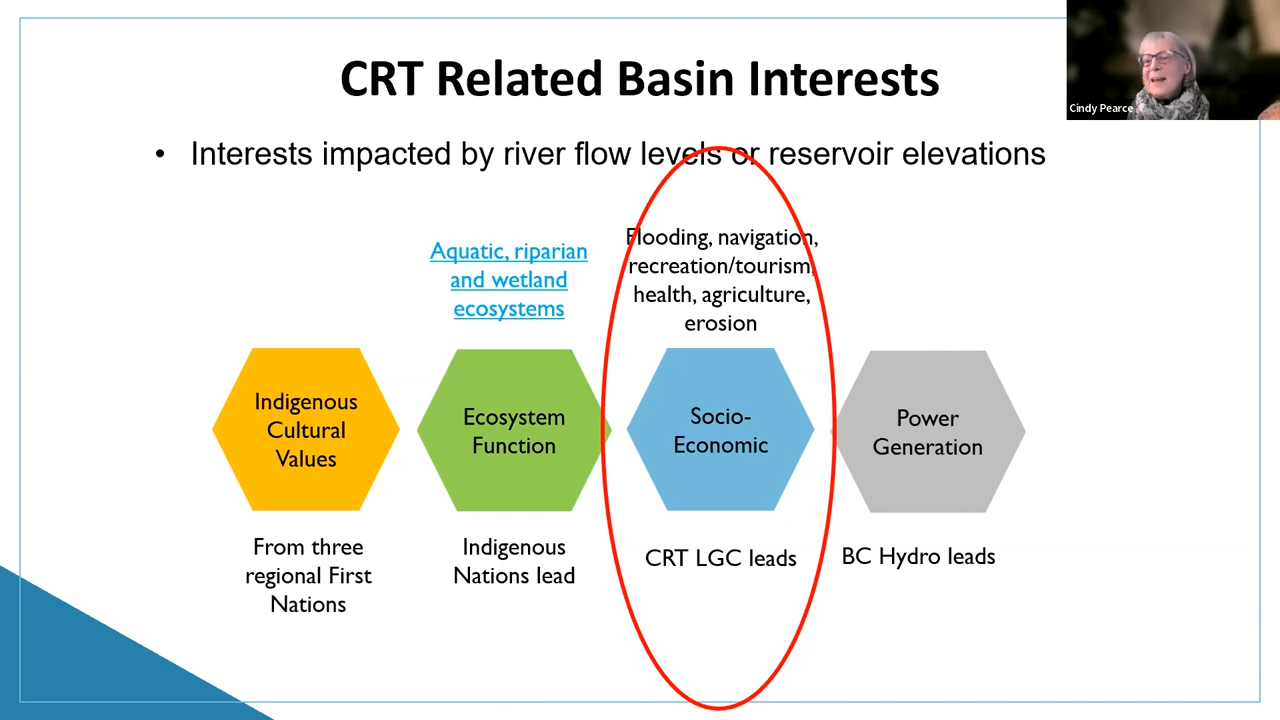 CRT Related Basin Interests
Cindy Pearce
• Interests impacted by river flow levels or reservoir elevations
Aquatic, riparian
and wetland
ecosystems
Flooding, navigation,
recreation/tourism,
health, agriculture,
erosion
Indigenous
Cultural
Values
Ecosystem
Function
Socio-
Economic
Power
Generation
From three
regional First
Nations
Indigenous
Nations lead
CRT LGC leads
BC Hydro leads